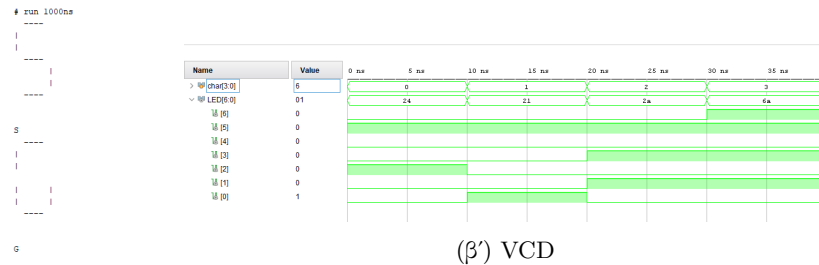 # run 1000ns
----
|
|
----
|
|
----
S
----
|
|
| |
| |
----
G
Name Value 0 ns 5 ns 10 ns 15 ns 20 ns 25 ns 30 ns 35 ns
char[3:0] 6 0 1 2 3
LED[6:0] 01 24 21 2a 6a
[6] 0
[5] 0
[4] 0
[3] 0
[2] 0
[1] 0
[0] 1
(β′) VCD